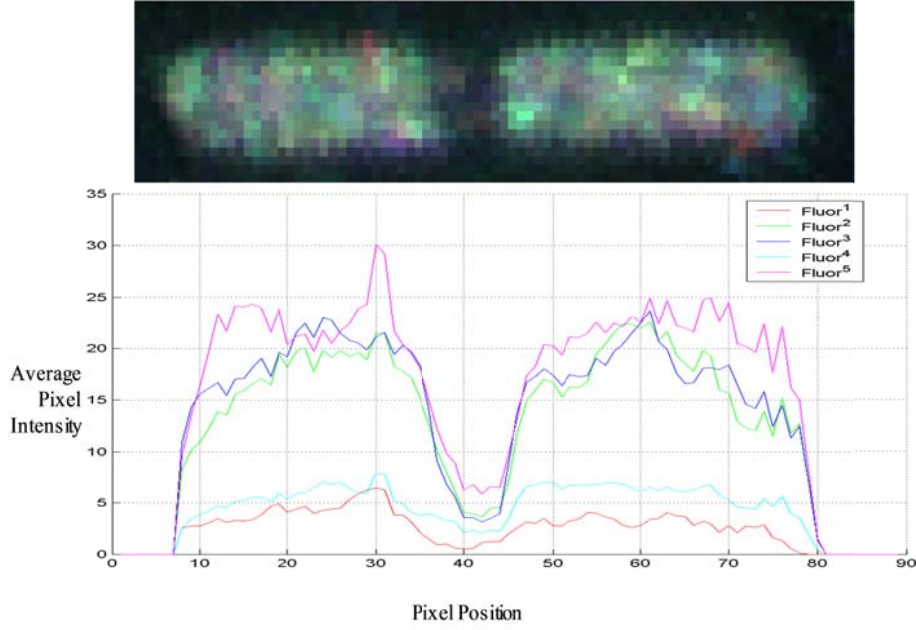 35
30
25
20
15
10
5
0
Average
Pixel
Intensity
Fluor¹
Fluor²
Fluor³
Fluor⁴
Fluor⁵
0 10 20 30 40 50 60 70 80 90
Pixel Position